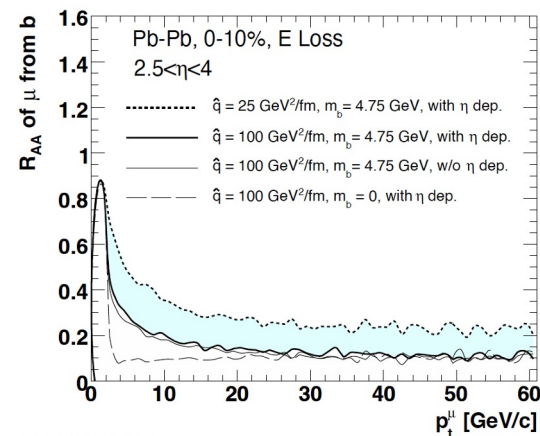 R_AA of μ from b
1.6
1.4
1.2
1
0.8
0.6
0.4
0.2
0
Pb-Pb, 0-10%, E Loss
2.5<η<4
q̂ = 25 GeV²/fm, m_b= 4.75 GeV, with η dep.
q̂ = 100 GeV²/fm, m_b= 4.75 GeV, with η dep.
q̂ = 100 GeV²/fm, m_b= 4.75 GeV, w/o η dep.
q̂ = 100 GeV²/fm, m_b = 0, with η dep.
0 10 20 30 40 50 60
p_t^μ [GeV/c]